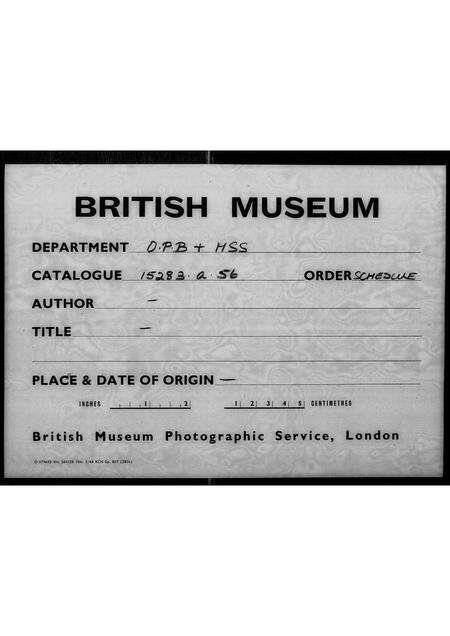 BRITISH MUSEUM
DEPARTMENT O.P.B + MSS
CATALOGUE 15283.a.56 ORDER SCHEDULE
AUTHOR —
TITLE —
PLACE & DATE OF ORIGIN —
INCHES 1 2 1 2 3 4 5 CENTIMETRES
British Museum Photographic Service, London